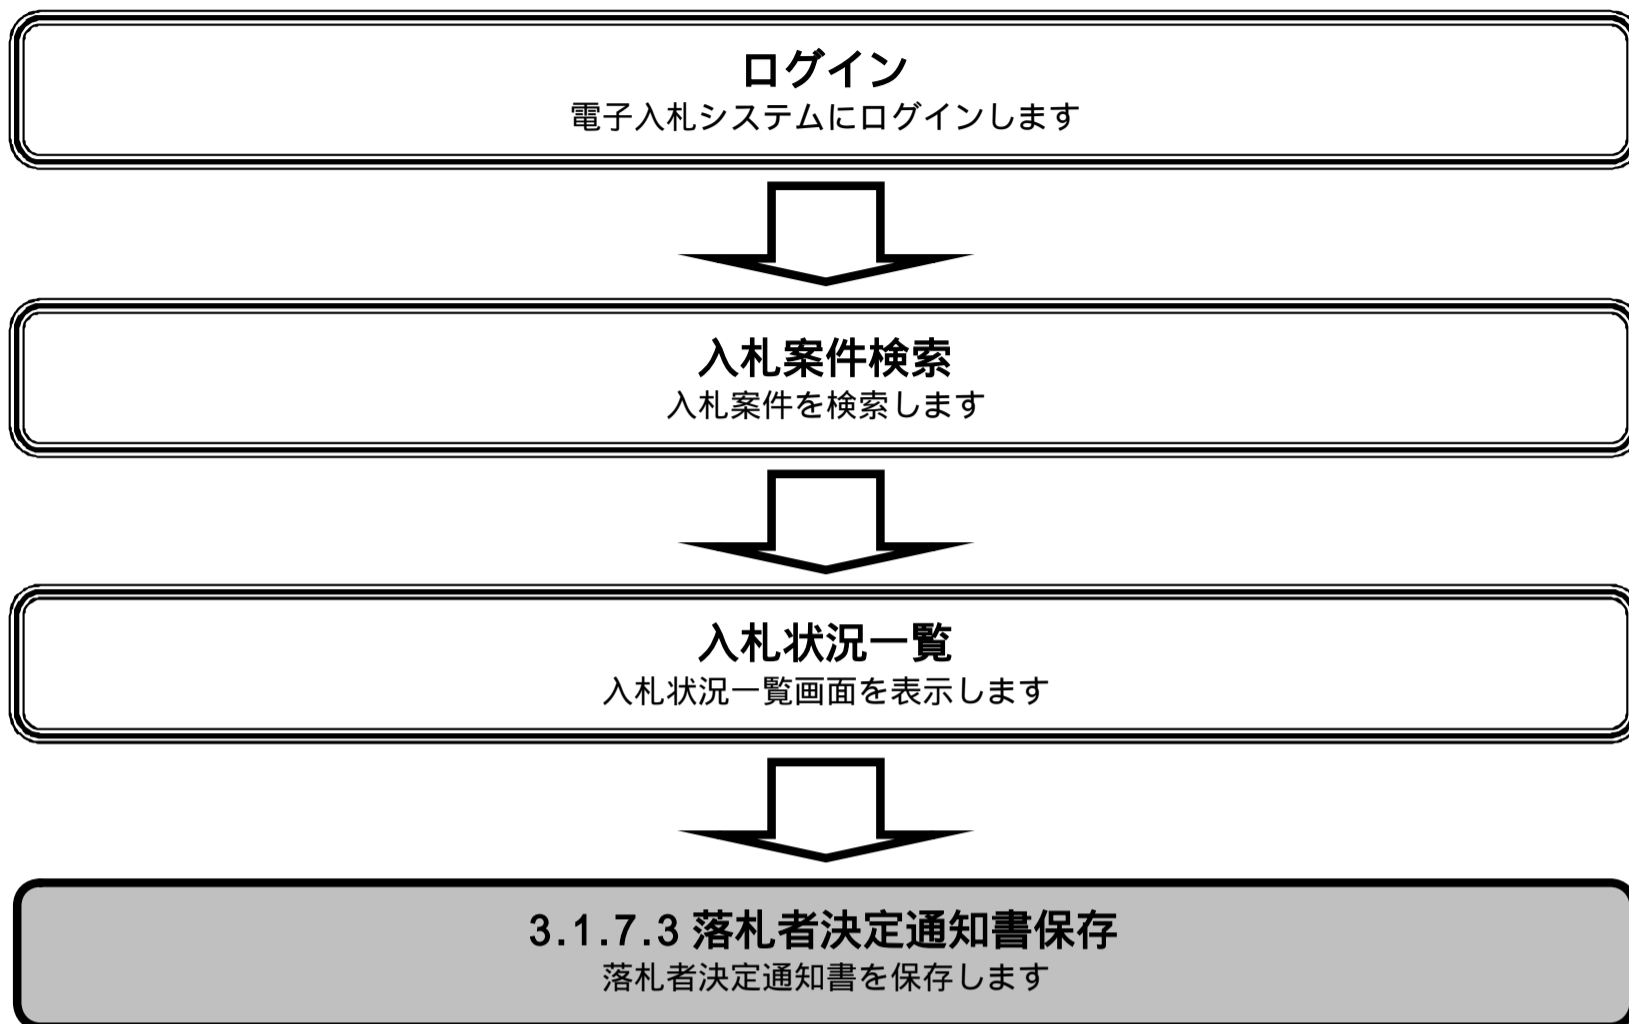 ログイン
電子入札システムにログインします
入札案件検索
入札案件を検索します
入札状況一覧
入札状況一覧画面を表示します
3.1.7.3 落札者決定通知書保存
落札者決定通知書を保存します